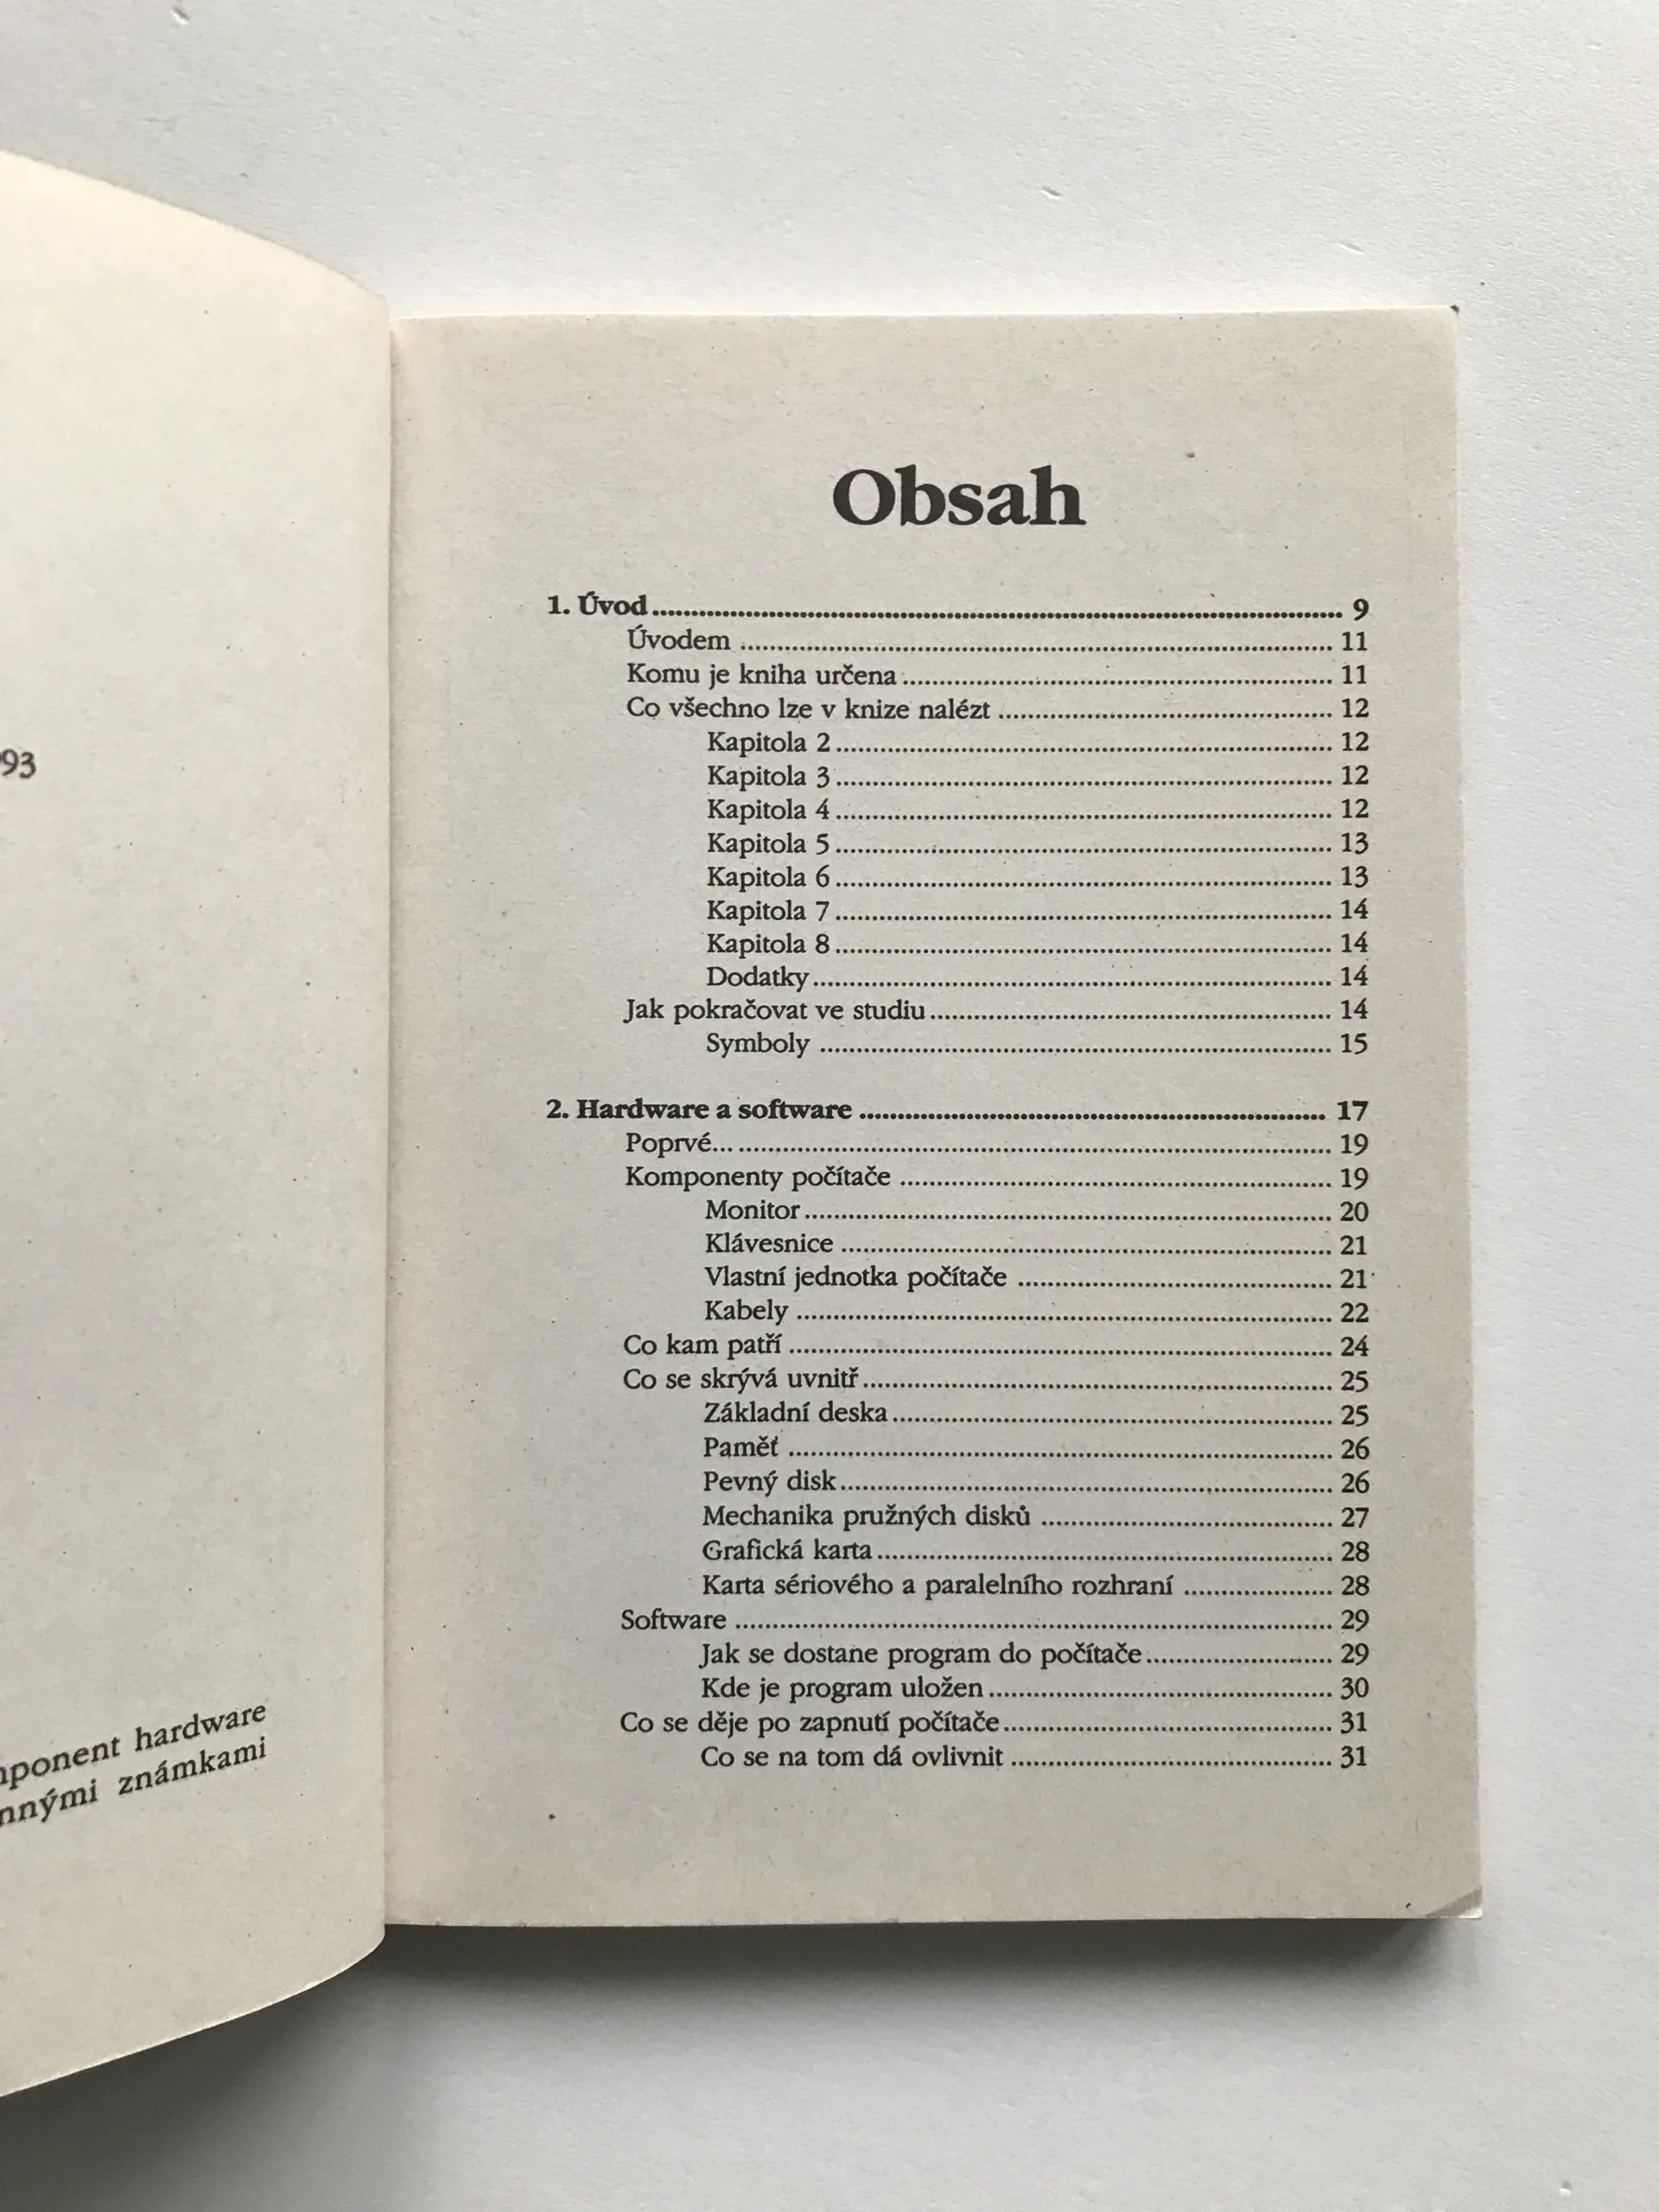 93
hardware
známkami
Obsah
1. Úvod ........ 9
Úvodem ........ 11
Komu je kniha určena ........ 11
Co všechno lze v knize nalézt ........ 12
Kapitola 2 ........ 12
Kapitola 3 ........ 12
Kapitola 4 ........ 12
Kapitola 5 ........ 13
Kapitola 6 ........ 13
Kapitola 7 ........ 14
Kapitola 8 ........ 14
Dodatky ........ 14
Jak pokračovat ve studiu ........ 14
Symboly ........ 15
2. Hardware a software ........ 17
Poprvé... ........ 19
Komponenty počítače ........ 19
Monitor ........ 20
Klávesnice ........ 21
Vlastní jednotka počítače ........ 21
Kabely ........ 22
Co kam patří ........ 24
Co se skrývá uvnitř ........ 25
Základní deska ........ 25
Paměť ........ 26
Pevný disk ........ 26
Mechanika pružných disků ........ 27
Grafická karta ........ 28
Karta sériového a paralelního rozhraní ........ 28
Software ........ 29
Jak se dostane program do počítače ........ 29
Kde je program uložen ........ 30
Co se děje po zapnutí počítače ........ 31
Co se na tom dá ovlivnit ........ 31